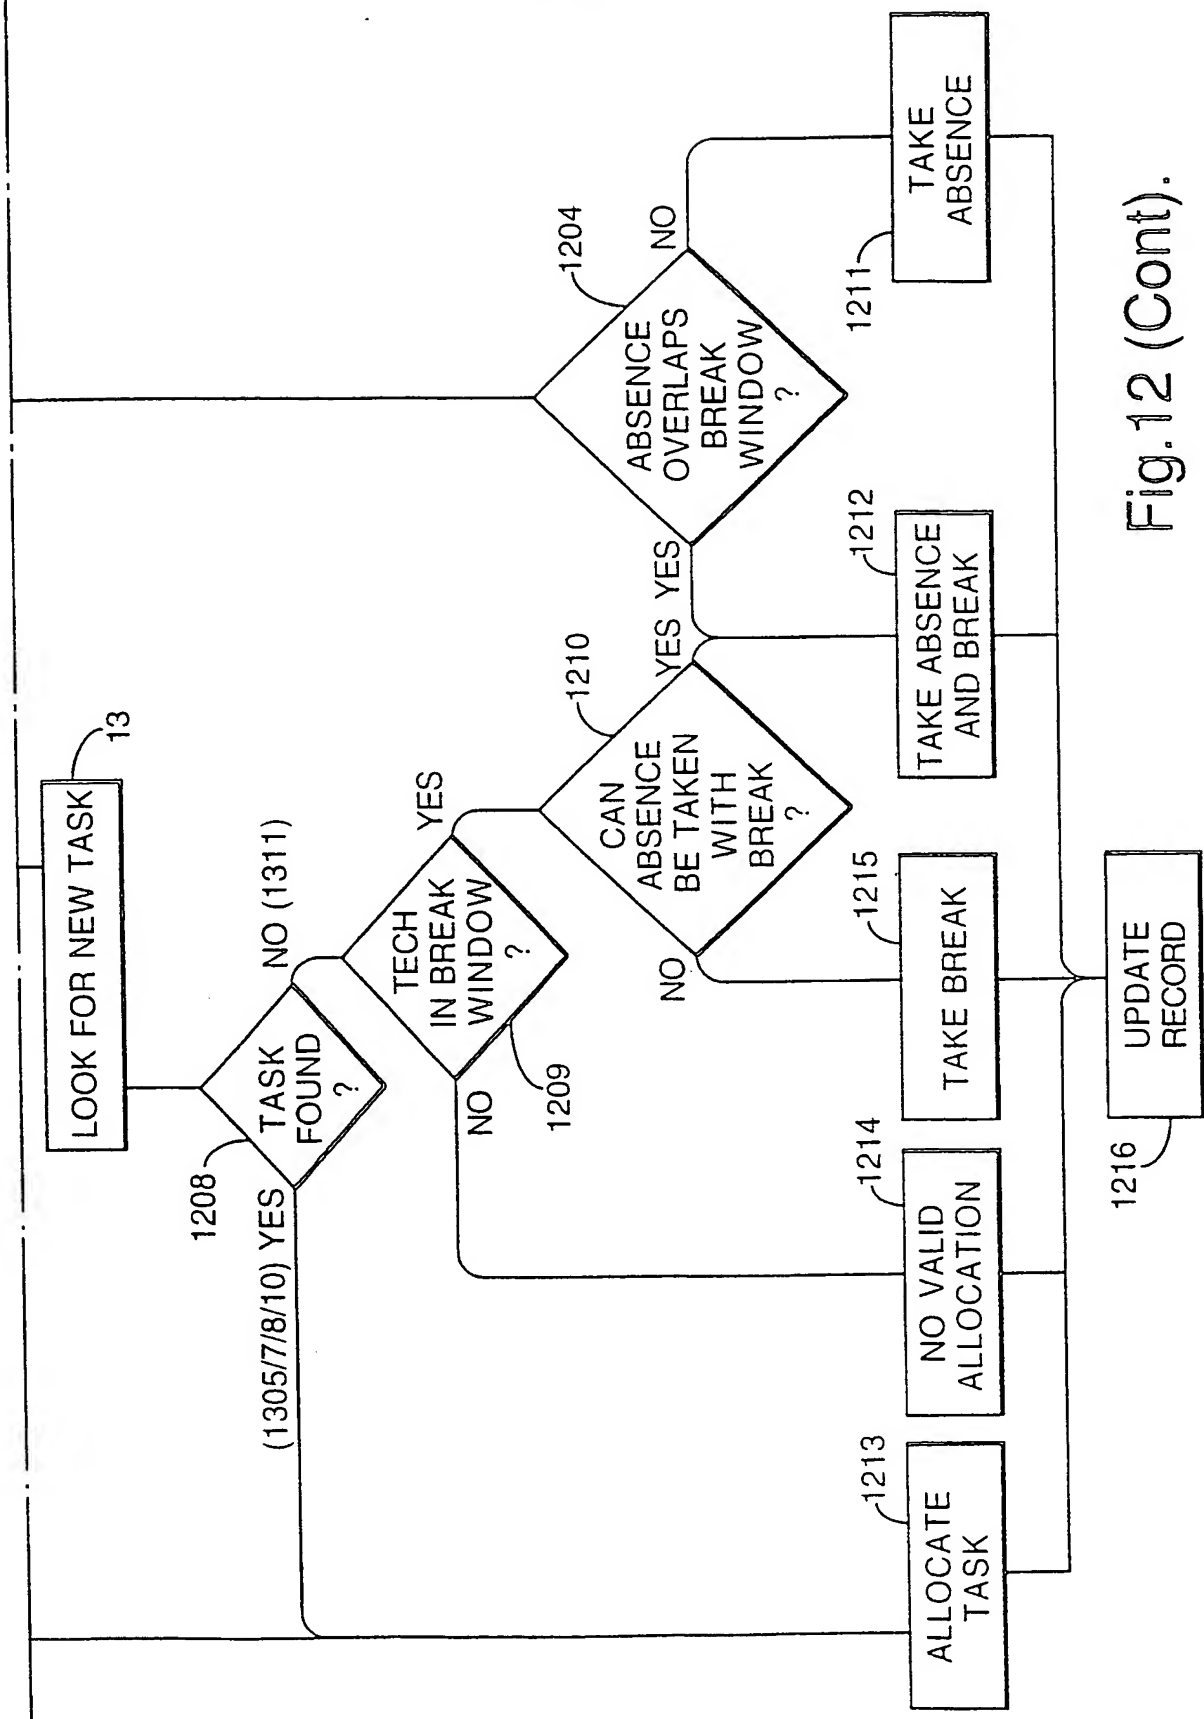 LOOK FOR NEW TASK
13
1208
TASK
FOUND
?
(1305/7/8/10) YES
NO (1311)
TECH
IN BREAK
WINDOW
?
1209
NO
YES
1210
CAN
ABSENCE
BE TAKEN
WITH
BREAK
?
NO
YES
1204
ABSENCE
OVERLAPS
BREAK
WINDOW
?
YES
NO
1213
ALLOCATE
TASK
1214
NO VALID
ALLOCATION
1215
TAKE BREAK
1212
TAKE ABSENCE
AND BREAK
1211
TAKE
ABSENCE
1216
UPDATE
RECORD
Fig.12 (Cont).